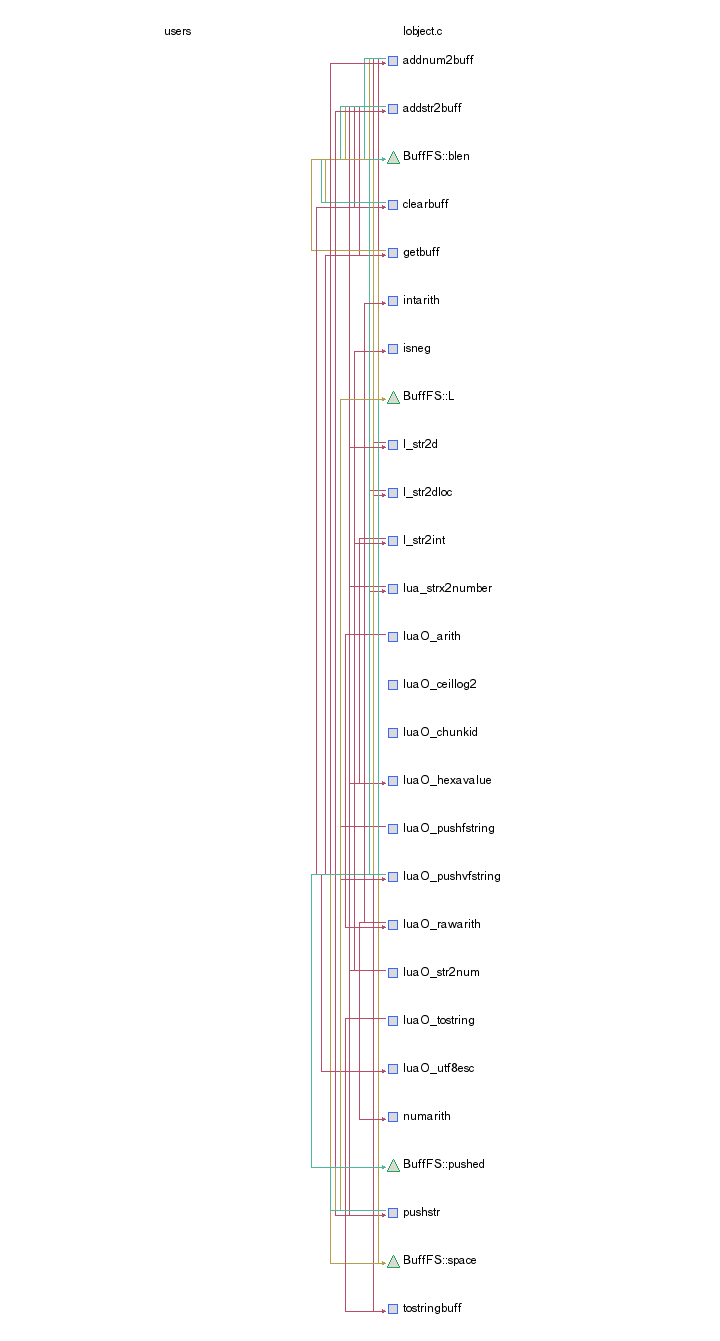 users
lobject.c
addnum2buff
addstr2buff
BuffFS::blen
clearbuff
getbuff
intarith
isneg
BuffFS::L
l_str2d
l_str2dloc
l_str2int
lua_strx2number
luaO_arith
luaO_ceillog2
luaO_chunkid
luaO_hexavalue
luaO_pushfstring
luaO_pushvfstring
luaO_rawarith
luaO_str2num
luaO_tostring
luaO_utf8esc
numarith
BuffFS::pushed
pushstr
BuffFS::space
tostringbuff